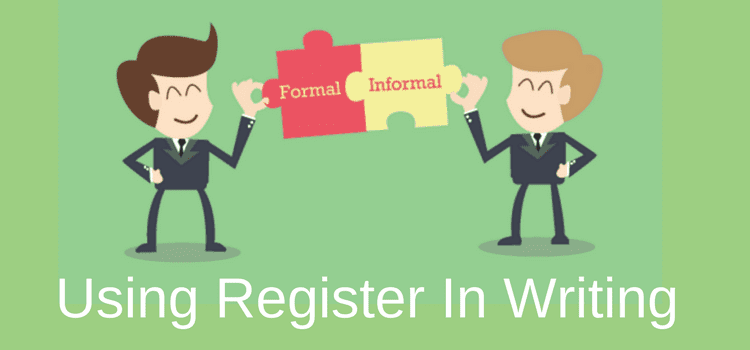 Formal Informal
Using Register In Writing